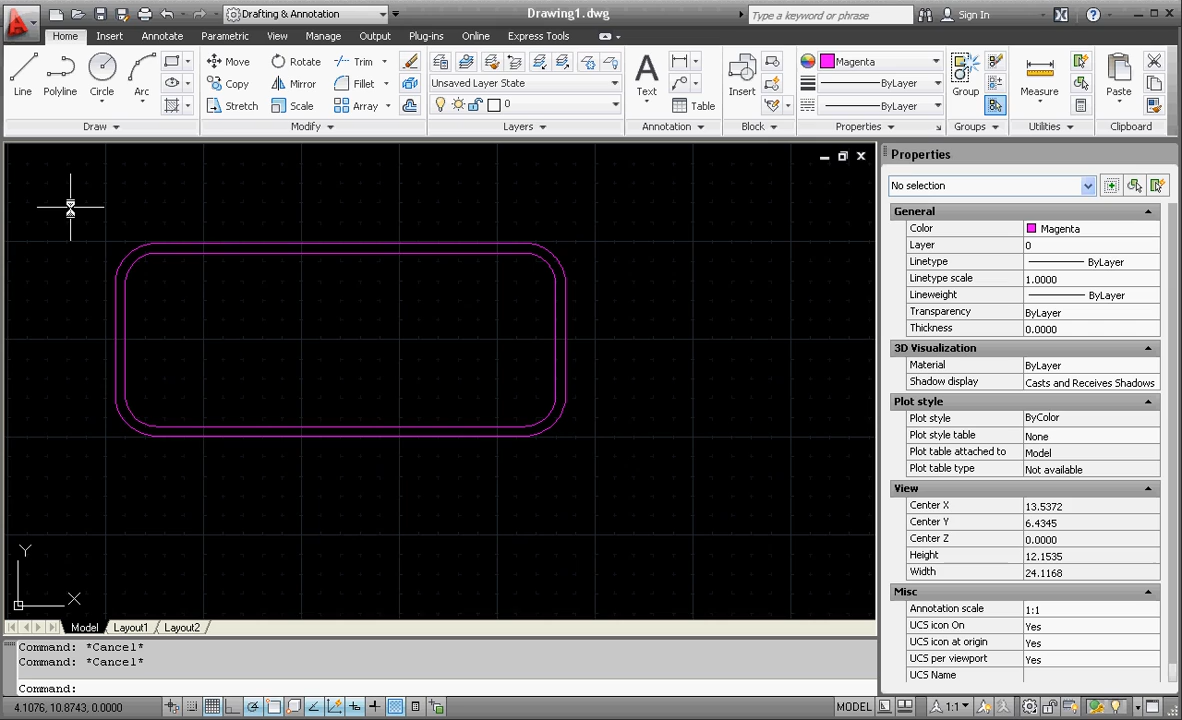 Drafting & Annotation
Drawing1.dwg
Type a keyword or phrase
Sign In
Home Insert Annotate Parametric View Manage Output Plug-ins Online Express Tools
Line Polyline Circle Arc
Move Rotate Trim
Copy Mirror Fillet
Stretch Scale Array
Unsaved Layer State
0
Text
Table
Insert
Magenta
ByLayer
ByLayer
Group
Measure
Paste
Draw Modify Layers Annotation Block Properties Groups Utilities Clipboard
Y
X
Model Layout1 Layout2
Command: *Cancel*
Command: *Cancel*
Command:
4.1076, 10.8743, 0.0000
MODEL
1:1
Properties
No selection
General
Color Magenta
Layer 0
Linetype ByLayer
Linetype scale 1.0000
Lineweight ByLayer
Transparency ByLayer
Thickness 0.0000
3D Visualization
Material ByLayer
Shadow display Casts and Receives Shadows
Plot style
Plot style ByColor
Plot style table None
Plot table attached to Model
Plot table type Not available
View
Center X 13.5372
Center Y 6.4345
Center Z 0.0000
Height 12.1535
Width 24.1168
Misc
Annotation scale 1:1
UCS icon On Yes
UCS icon at origin Yes
UCS per viewport Yes
UCS Name